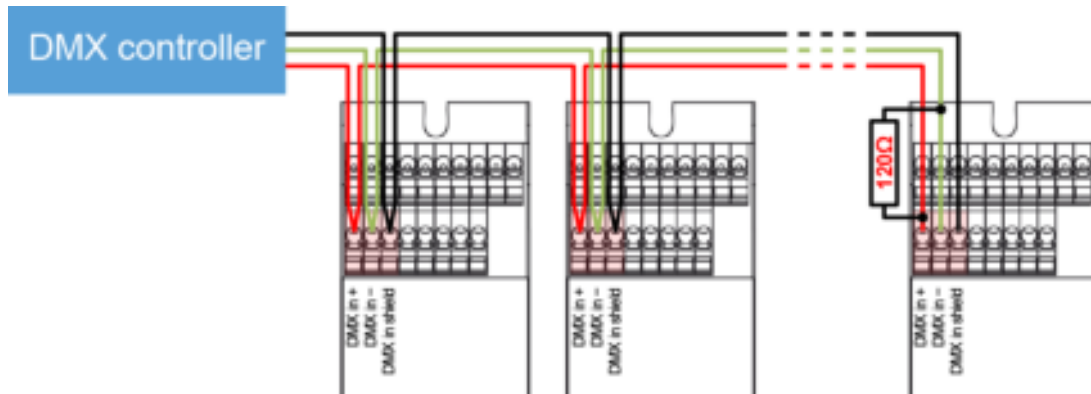 DMX controller
120Ω
DMX in +
DMX in −
DMX in shield
DMX in +
DMX in −
DMX in shield
DMX in +
DMX in −
DMX in shield